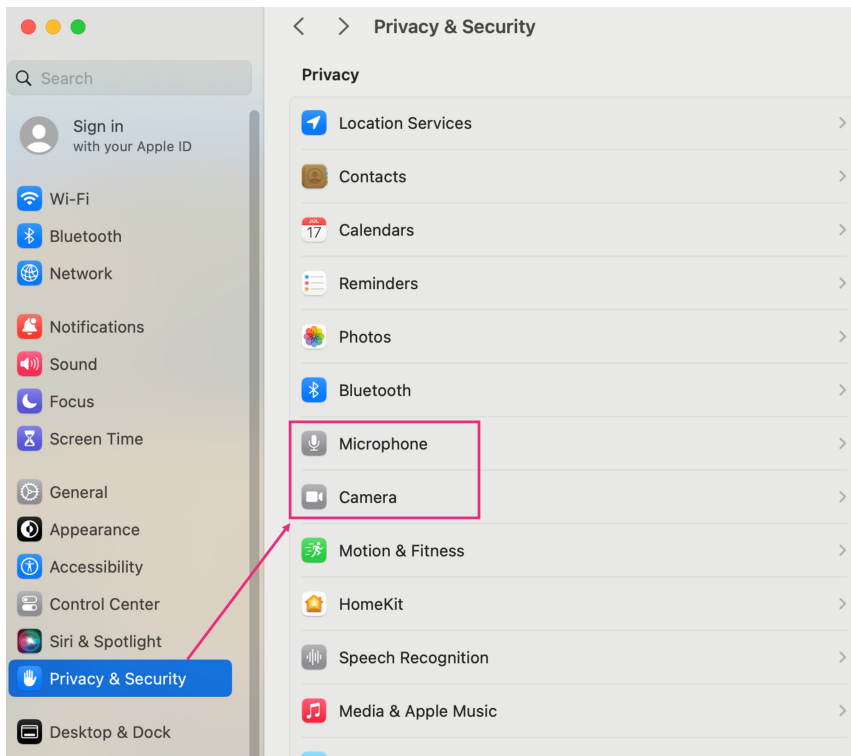 Search
Sign in
with your Apple ID
Wi-Fi
Bluetooth
Network
Notifications
Sound
Focus
Screen Time
General
Appearance
Accessibility
Control Center
Siri & Spotlight
Privacy & Security
Desktop & Dock
Privacy & Security
Privacy
Location Services
Contacts
JUL
17
Calendars
Reminders
Photos
Bluetooth
Microphone
Camera
Motion & Fitness
HomeKit
Speech Recognition
Media & Apple Music